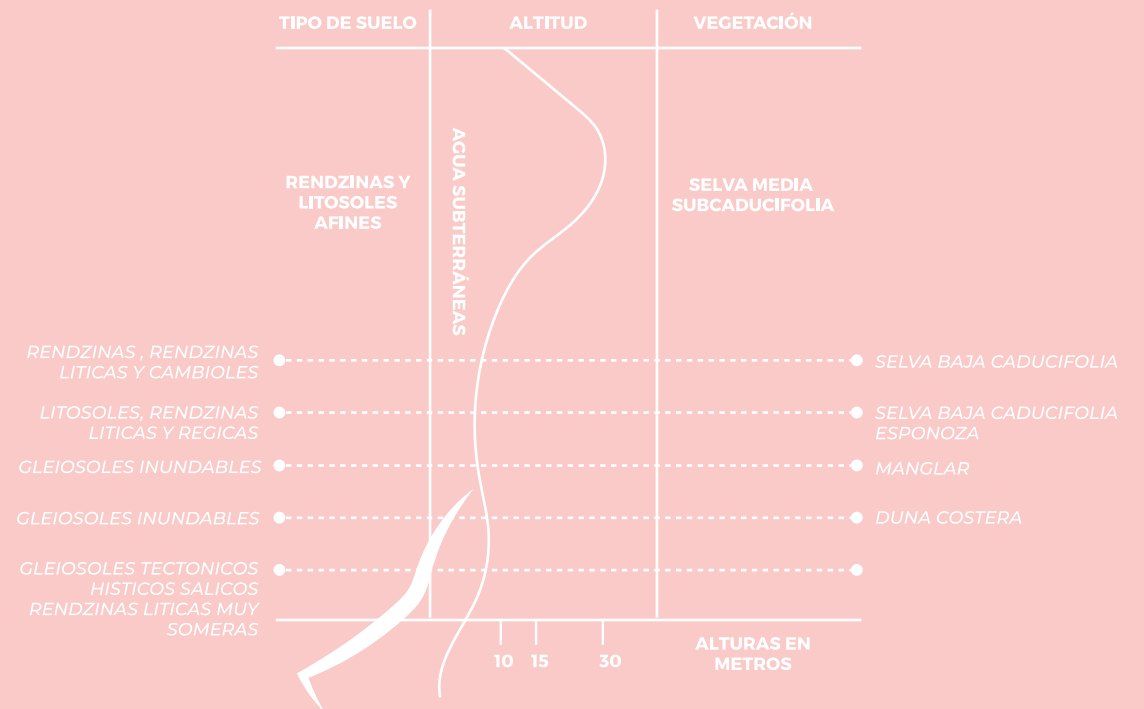 TIPO DE SUELO
ALTITUD
VEGETACIÓN
RENDZINAS Y
LITOSOLES
AFINES
AGUA SUBTERRÁNEAS
SELVA MEDIA
SUBCADUCIFOLIA
RENDZINAS , RENDZINAS
LITICAS Y CAMBIOLES
SELVA BAJA CADUCIFOLIA
LITOSOLES, RENDZINAS
LITICAS Y REGICAS
SELVA BAJA CADUCIFOLIA
ESPONOZA
GLEIOSOLES INUNDABLES
MANGLAR
GLEIOSOLES INUNDABLES
DUNA COSTERA
GLEIOSOLES TECTONICOS
HISTICOS SALICOS
RENDZINAS LITICAS MUY
SOMERAS
10 15 30
ALTURAS EN
METROS